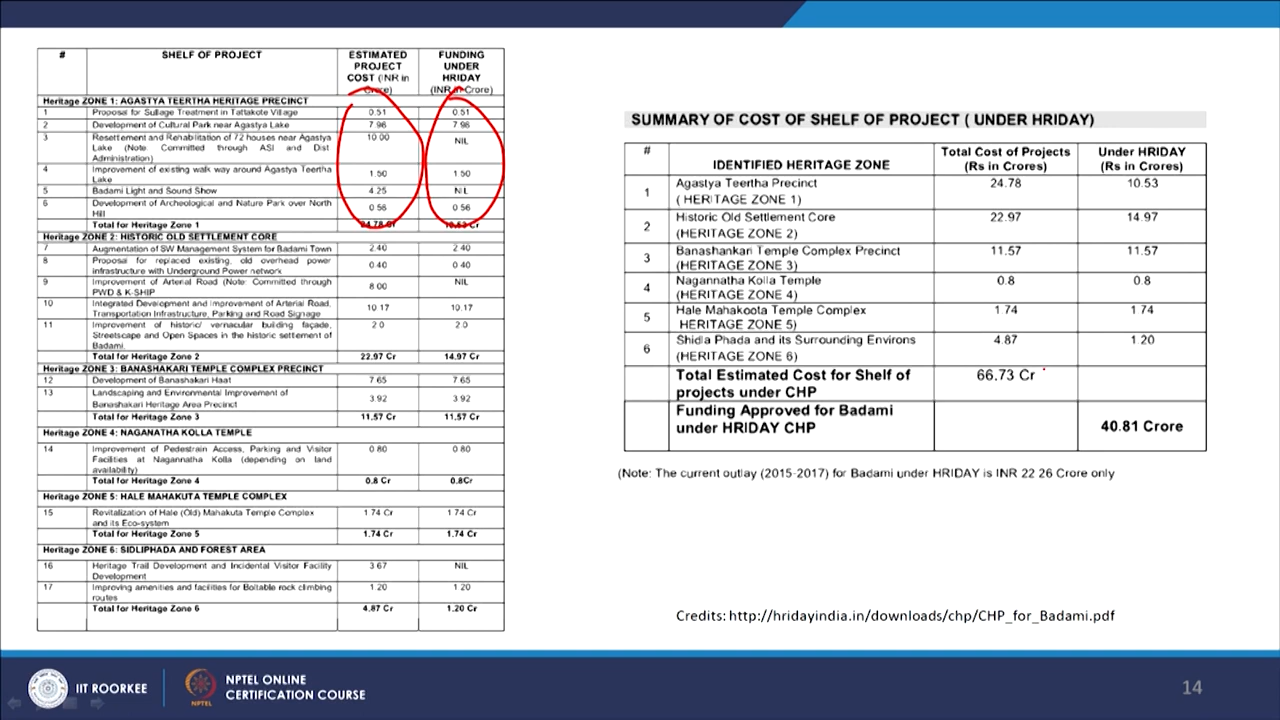 # SHELF OF PROJECT ESTIMATED PROJECT COST (INR in Crore) FUNDING UNDER HRIDAY (INR in Crore)
Heritage ZONE 1: AGASTYA TEERTHA HERITAGE PRECINCT
1 Proposal for Sullage Treatment in Tattakote Village 0.51 0.51
2 Development of Cultural Park near Agastya Lake 7.96 7.96
3 Resettement and Rehabilitation of 72 houses near Agastya 10.00 NIL
Lake (Note: Committed through ASI and Dist
Administration)
4 Improvement of existing walk way around Agastya Teertha 1.50 1.50
Lake
5 Badami Light and Sound Show 4.25 NIL
6 Development of Archeological and Nature Park over North 0.56 0.56
Hill
Total for Heritage Zone 1 24.78 Cr 10.53 Cr
Heritage ZONE 2: HISTORIC OLD SETTLEMENT CORE
7 Augmentation of SW Management System for Badami Town 2.40 2.40
8 Proposal for replaced existing, old overhead power 0.40 0.40
infrastructure with Underground Power network
9 Improvement of Arterial Road (Note: Committed through 8.00 NIL
PWD & K-SHIP
10 Integrated Development and Improvement of Arterial Road, 10.17 10.17
Transportation Infrastructure, Parking and Road Signage
11 Improvement of historic/ vernacular building façade, 2.0 2.0
Streetscape and Open Spaces in the historic settlement of
Badami.
Total for Heritage Zone 2 22.97 Cr 14.97 Cr
Heritage ZONE 3: BANASHAKARI TEMPLE COMPLEX PRECINCT
12 Development of Banashakari Haat 7.65 7.65
13 Landscaping and Environmental Improvement of 3.92 3.92
Banashakari Heritage Area Precinct
Total for Heritage Zone 3 11.57 Cr 11.57 Cr
Heritage ZONE 4: NAGANATHA KOLLA TEMPLE
14 Improvement of Pedestrain Access, Parking and Visitor 0.80 0.80
Facilities at Nagannatha Kolla (depending on land
availability)
Total for Heritage Zone 4 0.8 Cr 0.8Cr
Heritage ZONE 5: HALE MAHAKUTA TEMPLE COMPLEX
15 Revitalization of Hale (Old) Mahakuta Temple Complex 1.74 Cr 1.74 Cr
and its Eco-system
Total for Heritage Zone 5 1.74 Cr 1.74 Cr
Heritage ZONE 6: SIDLIPHADA AND FOREST AREA
16 Heritage Trail Development and Incidental Visitor Facility 3.67 NIL
Development
17 Improving amenities and facilities for Boltable rock climbing 1.20 1.20
routes
Total for Heritage Zone 6 4.87 Cr 1.20 Cr
SUMMARY OF COST OF SHELF OF PROJECT ( UNDER HRIDAY)
# IDENTIFIED HERITAGE ZONE Total Cost of Projects (Rs in Crores) Under HRIDAY (Rs in Crores)
1 Agastya Teertha Precinct 24.78 10.53
( HERITAGE ZONE 1)
2 Historic Old Settlement Core 22.97 14.97
(HERITAGE ZONE 2)
3 Banashankari Temple Complex Precinct 11.57 11.57
(HERITAGE ZONE 3)
4 Nagannatha Kolla Temple 0.8 0.8
(HERITAGE ZONE 4)
5 Hale Mahakoota Temple Complex 1.74 1.74
HERITAGE ZONE 5)
6 Shidla Phada and its Surrounding Environs 4.87 1.20
(HERITAGE ZONE 6)
Total Estimated Cost for Shelf of 66.73 Cr
projects under CHP
Funding Approved for Badami
under HRIDAY CHP 40.81 Crore
(Note: The current outlay (2015-2017) for Badami under HRIDAY is INR 22 26 Crore only
Credits: http://hridayindia.in/downloads/chp/CHP_for_Badami.pdf
IIT ROORKEE
NPTEL
NPTEL ONLINE
CERTIFICATION COURSE
14